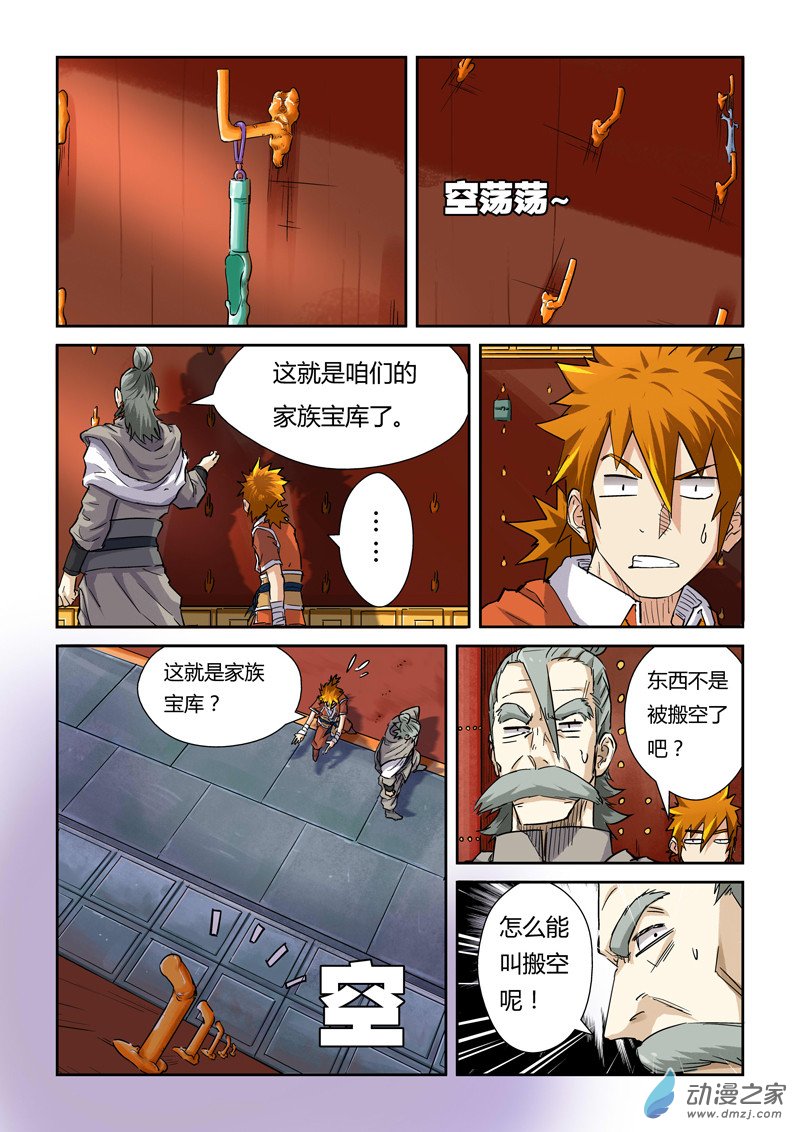 空荡荡~
这就是咱们的
家族宝库了。
……
这就是家族
宝库？
空
东西不是
被搬空了
吧？
怎么能
叫搬空
呢！
动漫之家
www.dmzj.com